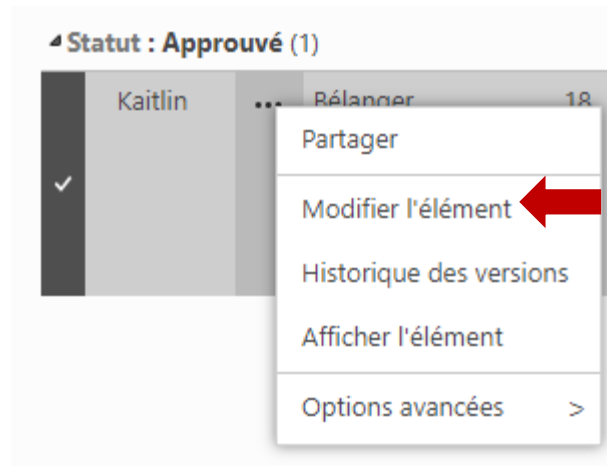 Statut : Approuvé (1)
Kaitlin ... Bélanger 18
Partager
Modifier l'élément
Historique des versions
Afficher l'élément
Options avancées >